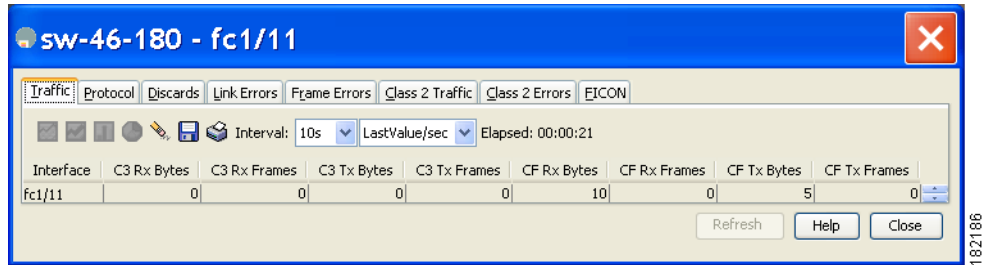 sw-46-180 - fc1/11
Traffic Protocol Discards Link Errors Frame Errors Class 2 Traffic Class 2 Errors FICON
Interval: 10s LastValue/sec Elapsed: 00:00:21
Interface C3 Rx Bytes C3 Rx Frames C3 Tx Bytes C3 Tx Frames CF Rx Bytes CF Rx Frames CF Tx Bytes CF Tx Frames
fc1/11 0 0 0 0 10 0 5 0
Refresh Help Close
182186